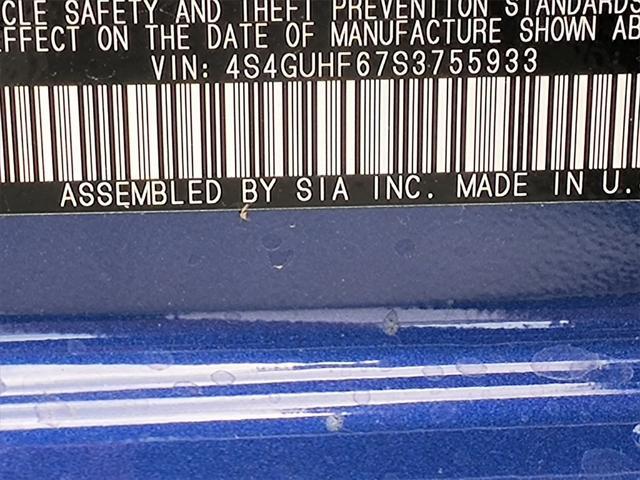 CLE SAFETY AND THEFT PREVENTION STANDARDS
EFFECT ON THE DATE OF MANUFACTURE SHOWN AB
VIN: 4S4GUHF67S3755933
ASSEMBLED BY SIA INC. MADE IN U.